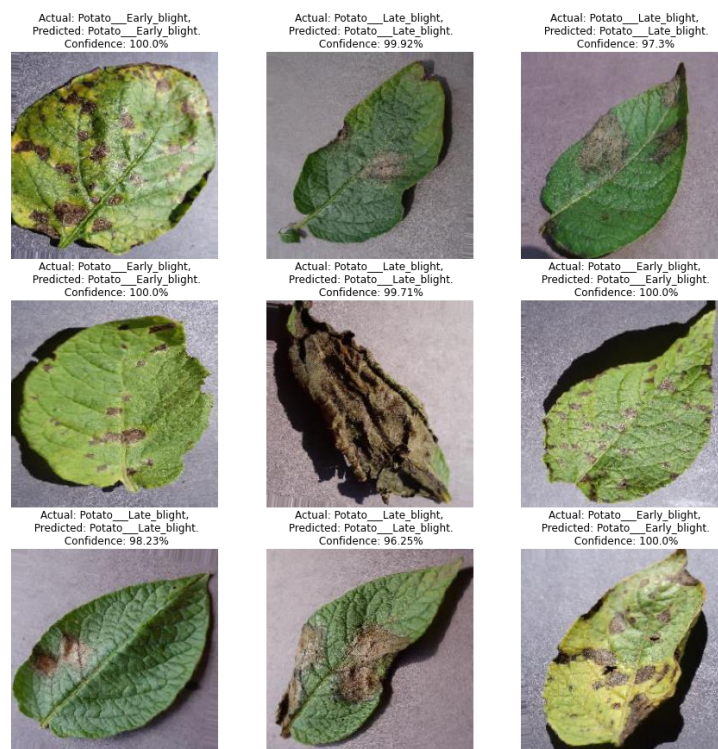 Actual: Potato___Early_blight,
Predicted: Potato___Early_blight.
Confidence: 100.0%
Actual: Potato___Late_blight,
Predicted: Potato___Late_blight.
Confidence: 99.92%
Actual: Potato___Late_blight,
Predicted: Potato___Late_blight.
Confidence: 97.3%
Actual: Potato___Early_blight,
Predicted: Potato___Early_blight.
Confidence: 100.0%
Actual: Potato___Late_blight,
Predicted: Potato___Late_blight.
Confidence: 99.71%
Actual: Potato___Early_blight,
Predicted: Potato___Early_blight.
Confidence: 100.0%
Actual: Potato___Late_blight,
Predicted: Potato___Late_blight.
Confidence: 98.23%
Actual: Potato___Late_blight,
Predicted: Potato___Late_blight.
Confidence: 96.25%
Actual: Potato___Early_blight,
Predicted: Potato___Early_blight.
Confidence: 100.0%